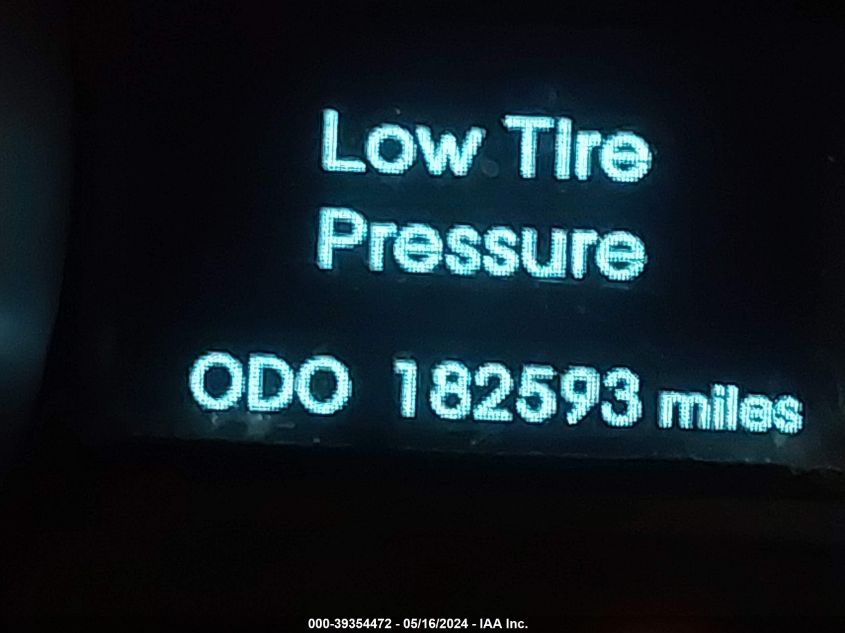 Low Tire
Pressure
ODO 182593 miles
000-39354472 - 05/16/2024 - IAA Inc.